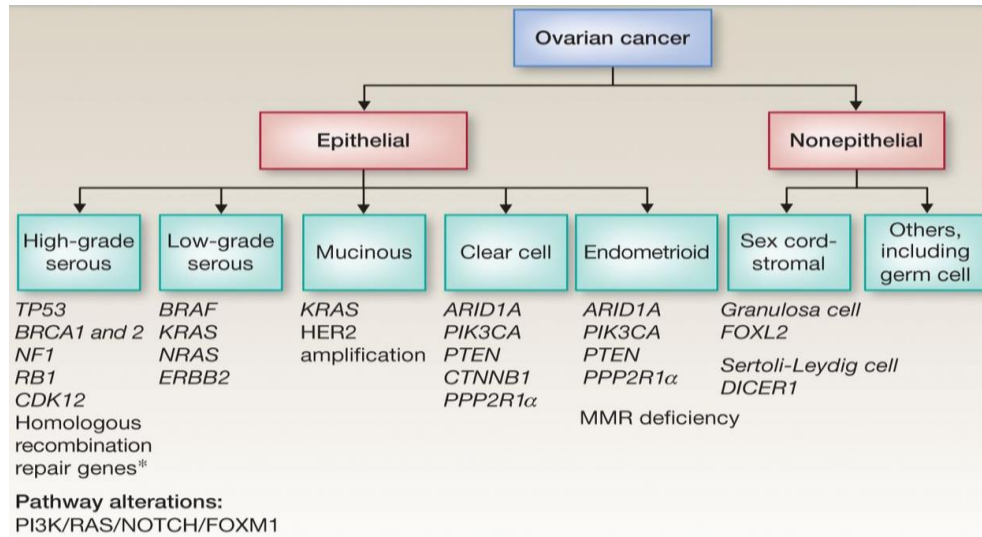 Ovarian cancer
Epithelial
Nonepithelial
High-grade
serous
Low-grade
serous
Mucinous
Clear cell
Endometrioid
Sex cord-
stromal
Others,
including
germ cell
TP53
BRCA1 and 2
NF1
RB1
CDK12
Homologous
recombination
repair genes*
Pathway alterations:
PI3K/RAS/NOTCH/FOXM1
BRAF
KRAS
NRAS
ERBB2
KRAS
HER2
amplification
ARID1A
PIK3CA
PTEN
CTNNB1
PPP2R1α
ARID1A
PIK3CA
PTEN
PPP2R1α
MMR deficiency
Granulosa cell
FOXL2
Sertoli-Leydig cell
DICER1